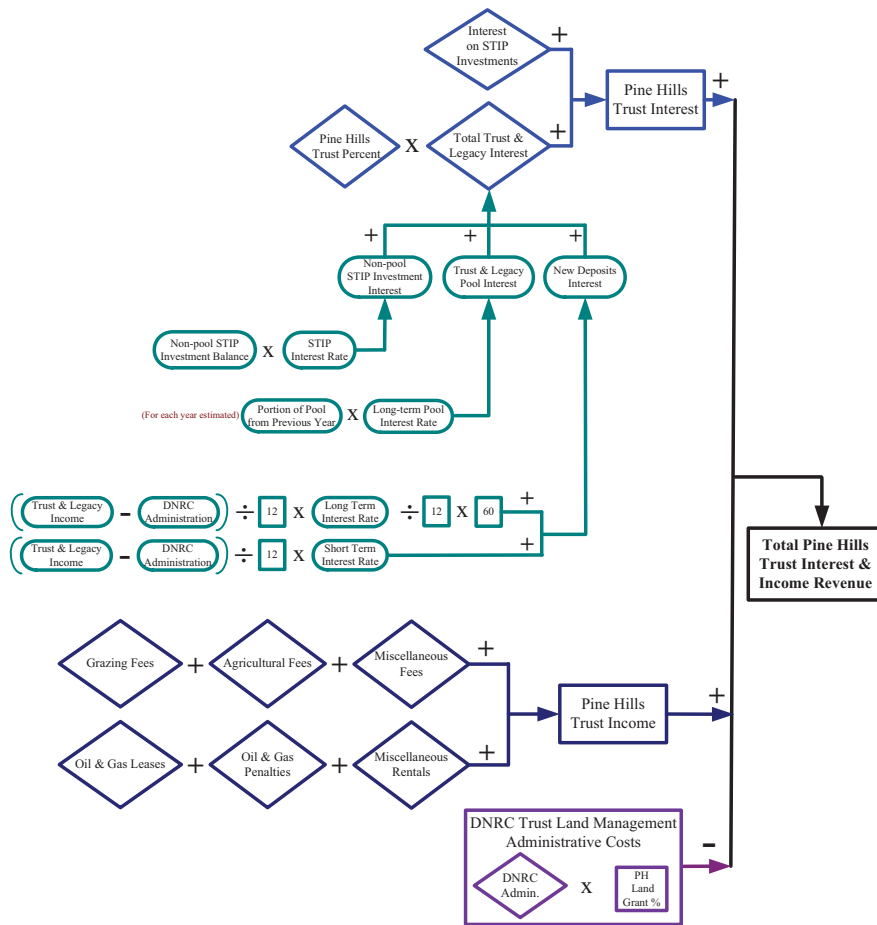 Interest
on STIP
Investments
+
Pine Hills
Trust Interest
+
Pine Hills
Trust Percent
X
Total Trust &
Legacy Interest
+
+
+
+
Non-pool
STIP Investment
Interest
Trust & Legacy
Pool Interest
New Deposits
Interest
Non-pool STIP
Investment Balance
X
STIP
Interest Rate
(For each year estimated)
Portion of Pool
from Previous Year
X
Long-term Pool
Interest Rate
(Trust & Legacy
Income
-
DNRC
Administration)
÷
12
X
Long Term
Interest Rate
÷
12
X
60
+
(Trust & Legacy
Income
-
DNRC
Administration)
÷
12
X
Short Term
Interest Rate
+
Total Pine Hills
Trust Interest &
Income Revenue
Grazing Fees
+
Agricultural Fees
+
Miscellaneous
Fees
+
Pine Hills
Trust Income
+
Oil & Gas Leases
+
Oil & Gas
Penalties
+
Miscellaneous
Rentals
+
DNRC Trust Land Management
Administrative Costs
-
DNRC
Admin.
X
PH
Land
Grant %